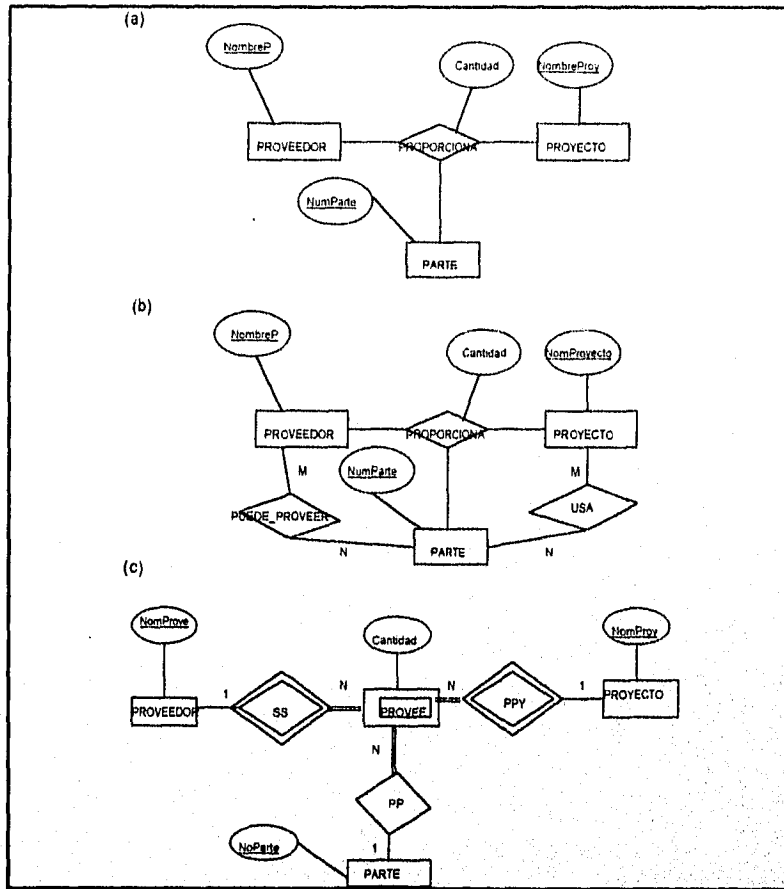 (a)
NombreP
Cantidad
NombreProy
PROVEEDOR
PROPORCIONA
PROYECTO
NumParte
PARTE
(b)
NombreP
Cantidad
NomProyecto
PROVEEDOR
PROPORCIONA
PROYECTO
M
NumParte
M
PUEDE_PROVEER
USA
N
PARTE
N
(c)
NomProve
Cantidad
NomProy
1
N
N
1
PROVEEDOR
SS
PROVEE
PPY
PROYECTO
N
PP
NoParte
1
PARTE